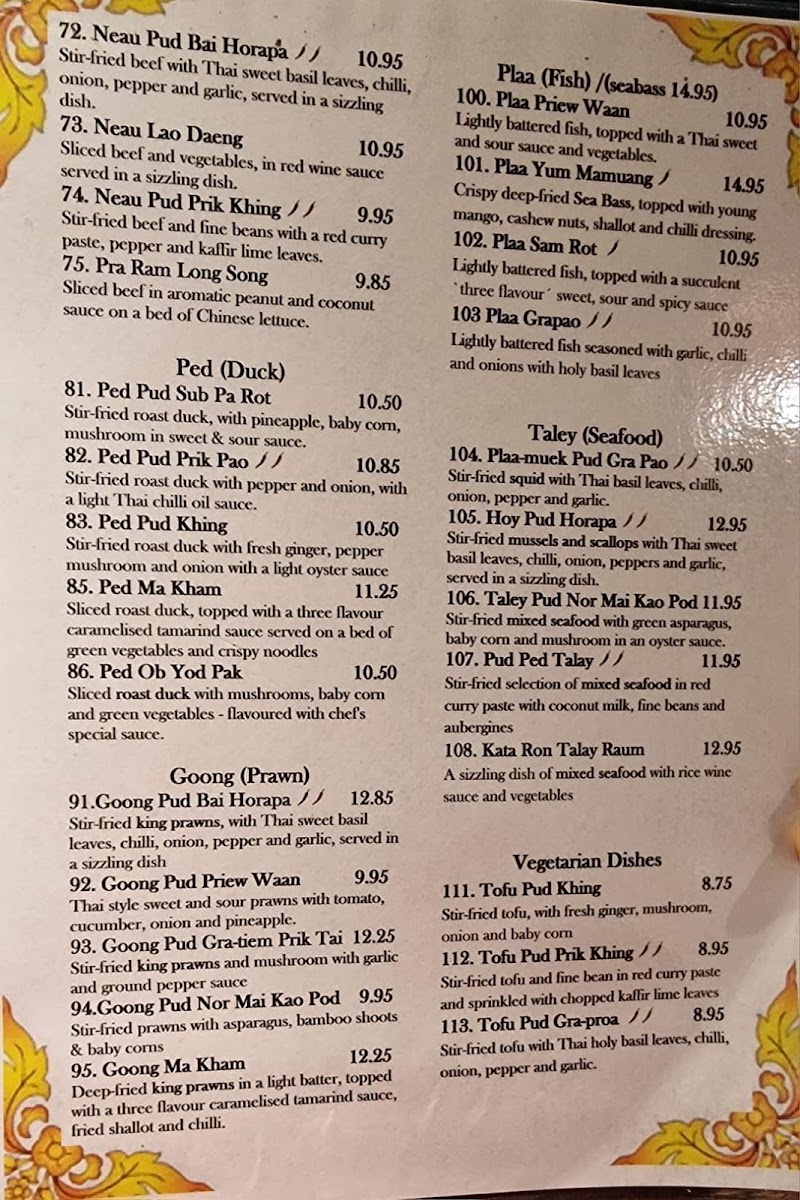 72. Neau Pud Bai Horapa 10.95
Stir-fried beef with Thai sweet basil leaves, chilli,
onion, pepper and garlic, served in a sizzling
dish.
73. Neau Lao Daeng 10.95
Sliced beef and vegetables, in red wine sauce
served in a sizzling dish.
74. Neau Pud Prik Khing 9.95
Stir-fried beef and fine beans with a red curry
paste, pepper and kaffir lime leaves.
75. Pra Ram Long Song 9.85
Sliced beef in aromatic peanut and coconut
sauce on a bed of Chinese lettuce.
Ped (Duck)
81. Ped Pud Sub Pa Rot 10.50
Stir-fried roast duck, with pineapple, baby corn,
mushroom in sweet & sour sauce.
82. Ped Pud Prik Pao 10.85
Stir-fried roast duck with pepper and onion, with
a light Thai chilli oil sauce.
83. Ped Pud Khing 10.50
Stir-fried roast duck with fresh ginger, pepper
mushroom and onion with a light oyster sauce
85. Ped Ma Kham 11.25
Sliced roast duck, topped with a three flavour
caramelised tamarind sauce served on a bed of
green vegetables and crispy noodles
86. Ped Ob Yod Pak 10.50
Sliced roast duck with mushrooms, baby corn
and green vegetables - flavoured with chef's
special sauce.
Goong (Prawn)
91.Goong Pud Bai Horapa 12.85
Stir-fried king prawns, with Thai sweet basil
leaves, chilli, onion, pepper and garlic, served in
a sizzling dish
92. Goong Pud Priew Waan 9.95
Thai style sweet and sour prawns with tomato,
cucumber, onion and pineapple.
93. Goong Pud Gra-tiem Prik Tai 12.25
Stir-fried king prawns and mushroom with garlic
and ground pepper sauce
94.Goong Pud Nor Mai Kao Pod 9.95
Stir-fried prawns with asparagus, bamboo shoots
& baby corns
95. Goong Ma Kham 12.25
Deep-fried king prawns in a light batter, topped
with a three flavour caramelised tamarind sauce,
fried shallot and chilli.
Plaa (Fish) /(seabass 14.95)
100. Plaa Priew Waan 10.95
Lightly battered fish, topped with a Thai sweet
and sour sauce and vegetables.
101. Plaa Yum Mamuang 14.95
Crispy deep-fried Sea Bass, topped with young
mango, cashew nuts, shallot and chilli dressing.
102. Plaa Sam Rot 10.95
Lightly battered fish, topped with a succulent
`three flavour´ sweet, sour and spicy sauce
103 Plaa Grapao 10.95
Lightly battered fish seasoned with garlic, chilli
and onions with holy basil leaves
Taley (Seafood)
104. Plaa-muek Pud Gra Pao 10.50
Stir-fried squid with Thai basil leaves, chilli,
onion, pepper and garlic.
105. Hoy Pud Horapa 12.95
Stir-fried mussels and scallops with Thai sweet
basil leaves, chilli, onion, peppers and garlic,
served in a sizzling dish.
106. Taley Pud Nor Mai Kao Pod 11.95
Stir-fried mixed seafood with green asparagus,
baby corn and mushroom in an oyster sauce.
107. Pud Ped Talay 11.95
Stir-fried selection of mixed seafood in red
curry paste with coconut milk, fine beans and
aubergines
108. Kata Ron Talay Raum 12.95
A sizzling dish of mixed seafood with rice wine
sauce and vegetables
Vegetarian Dishes
111. Tofu Pud Khing 8.75
Stir-fried tofu, with fresh ginger, mushroom,
onion and baby corn
112. Tofu Pud Prik Khing 8.95
Stir-fried tofu and fine bean in red curry paste
and sprinkled with chopped kaffir lime leaves
113. Tofu Pud Gra-proa 8.95
Stir-fried tofu with Thai holy basil leaves, chilli,
onion, pepper and garlic.